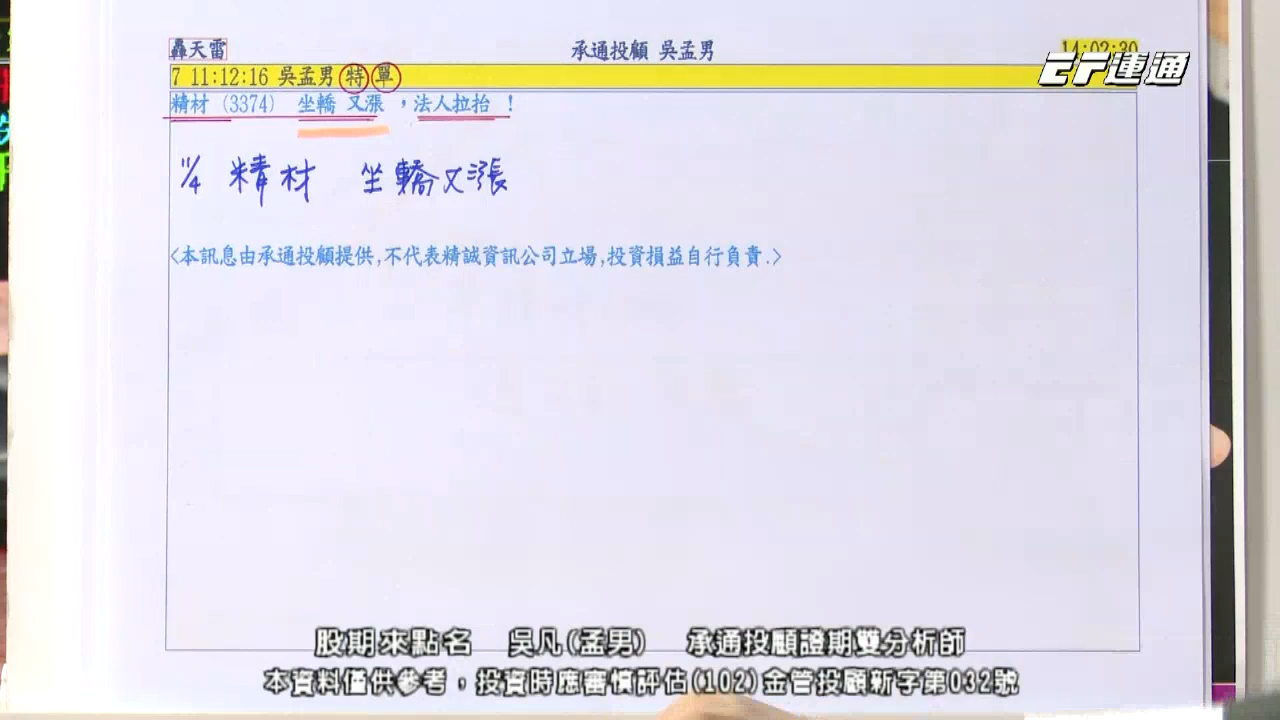 轟天雷 承通投顧 吳孟男 14:02:30
EF運通
7 11:12:16 吳孟男 特 單
精材 (3374) 坐轎 又漲 ,法人拉抬 !
11/4 精材 坐轎又漲
<本訊息由承通投顧提供,不代表精誠資訊公司立場,投資損益自行負責.>
股期來點名 吳凡(孟男) 承通投顧證期雙分析師
本資料僅供參考,投資時應審慎評估(102)金管投顧新字第032號